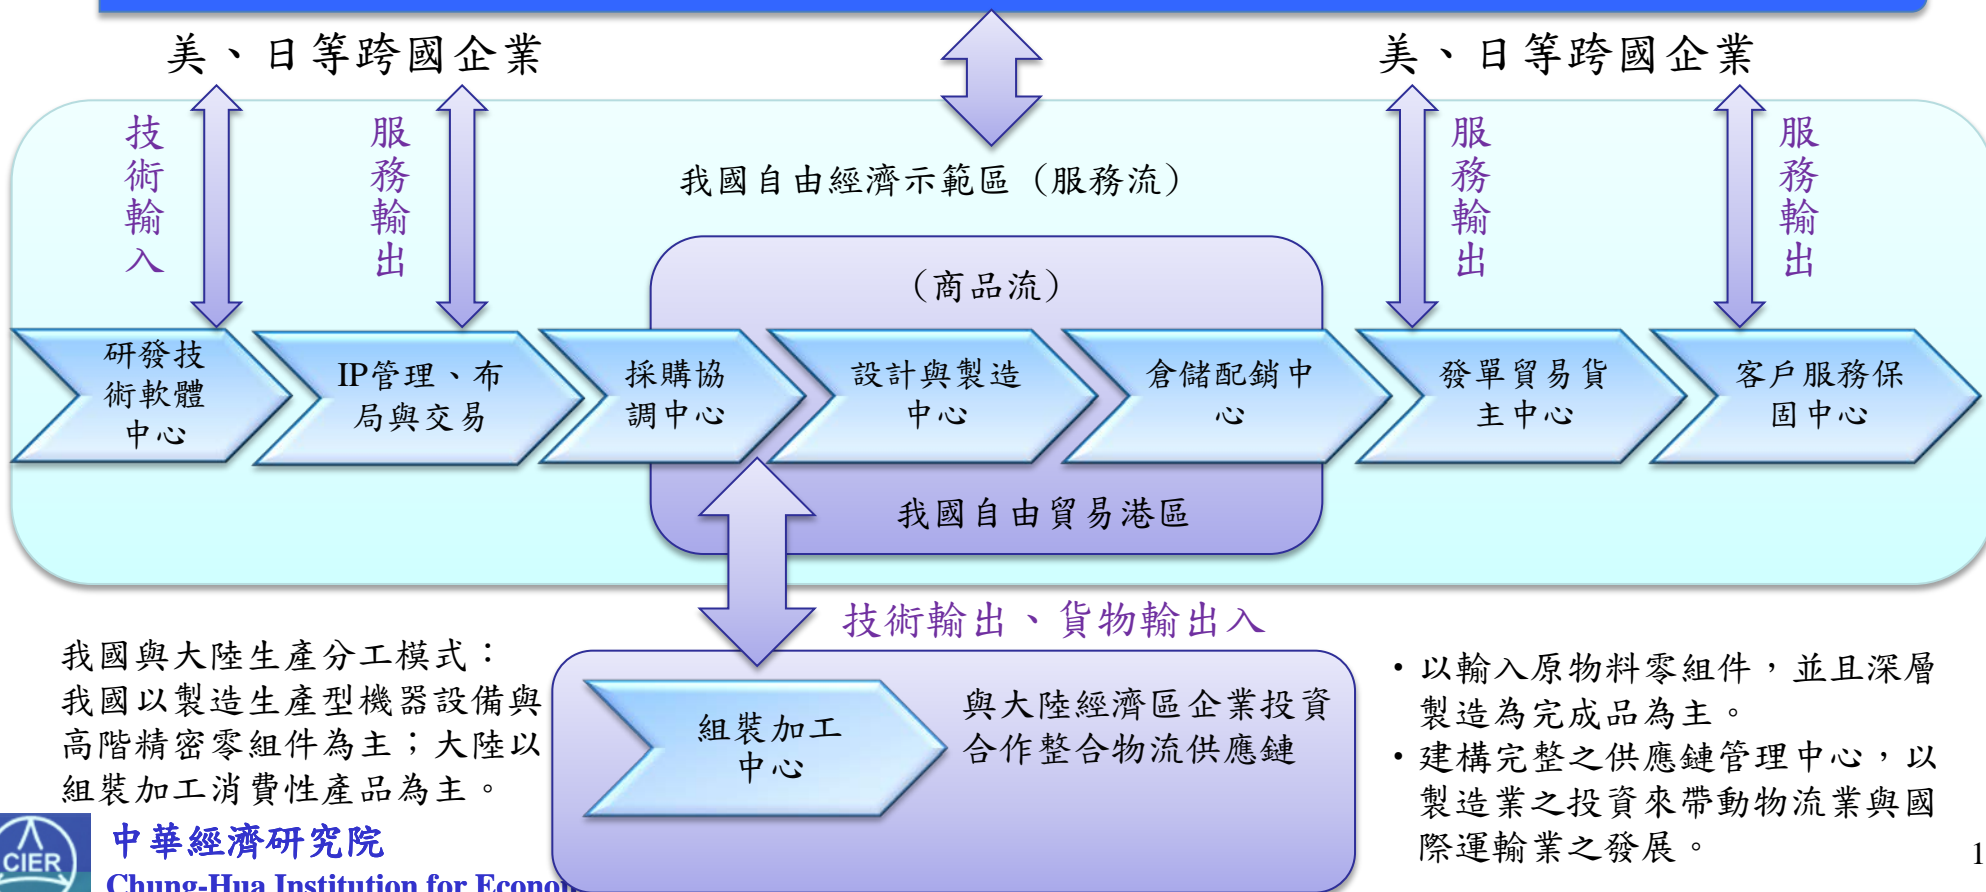 美、日等跨國企業
美、日等跨國企業
技術輸入
服務輸出
服務輸出
服務輸出
我國自由經濟示範區（服務流）
（商品流）
研發技
術軟體
中心
IP管理、布
局與交易
採購協
調中心
設計與製造
中心
倉儲配銷中
心
發單貿易貨
主中心
客戶服務保
固中心
我國自由貿易港區
技術輸出、貨物輸出入
我國與大陸生產分工模式：
我國以製造生產型機器設備與
高階精密零組件為主；大陸以
組裝加工消費性產品為主。
組裝加工
中心
與大陸經濟區企業投資
合作整合物流供應鏈
•以輸入原物料零組件，並且深層
製造為完成品為主。
•建構完整之供應鏈管理中心，以
製造業之投資來帶動物流業與國
際運輸業之發展。
CIER
中華經濟研究院
Chung-Hua Institution for
1